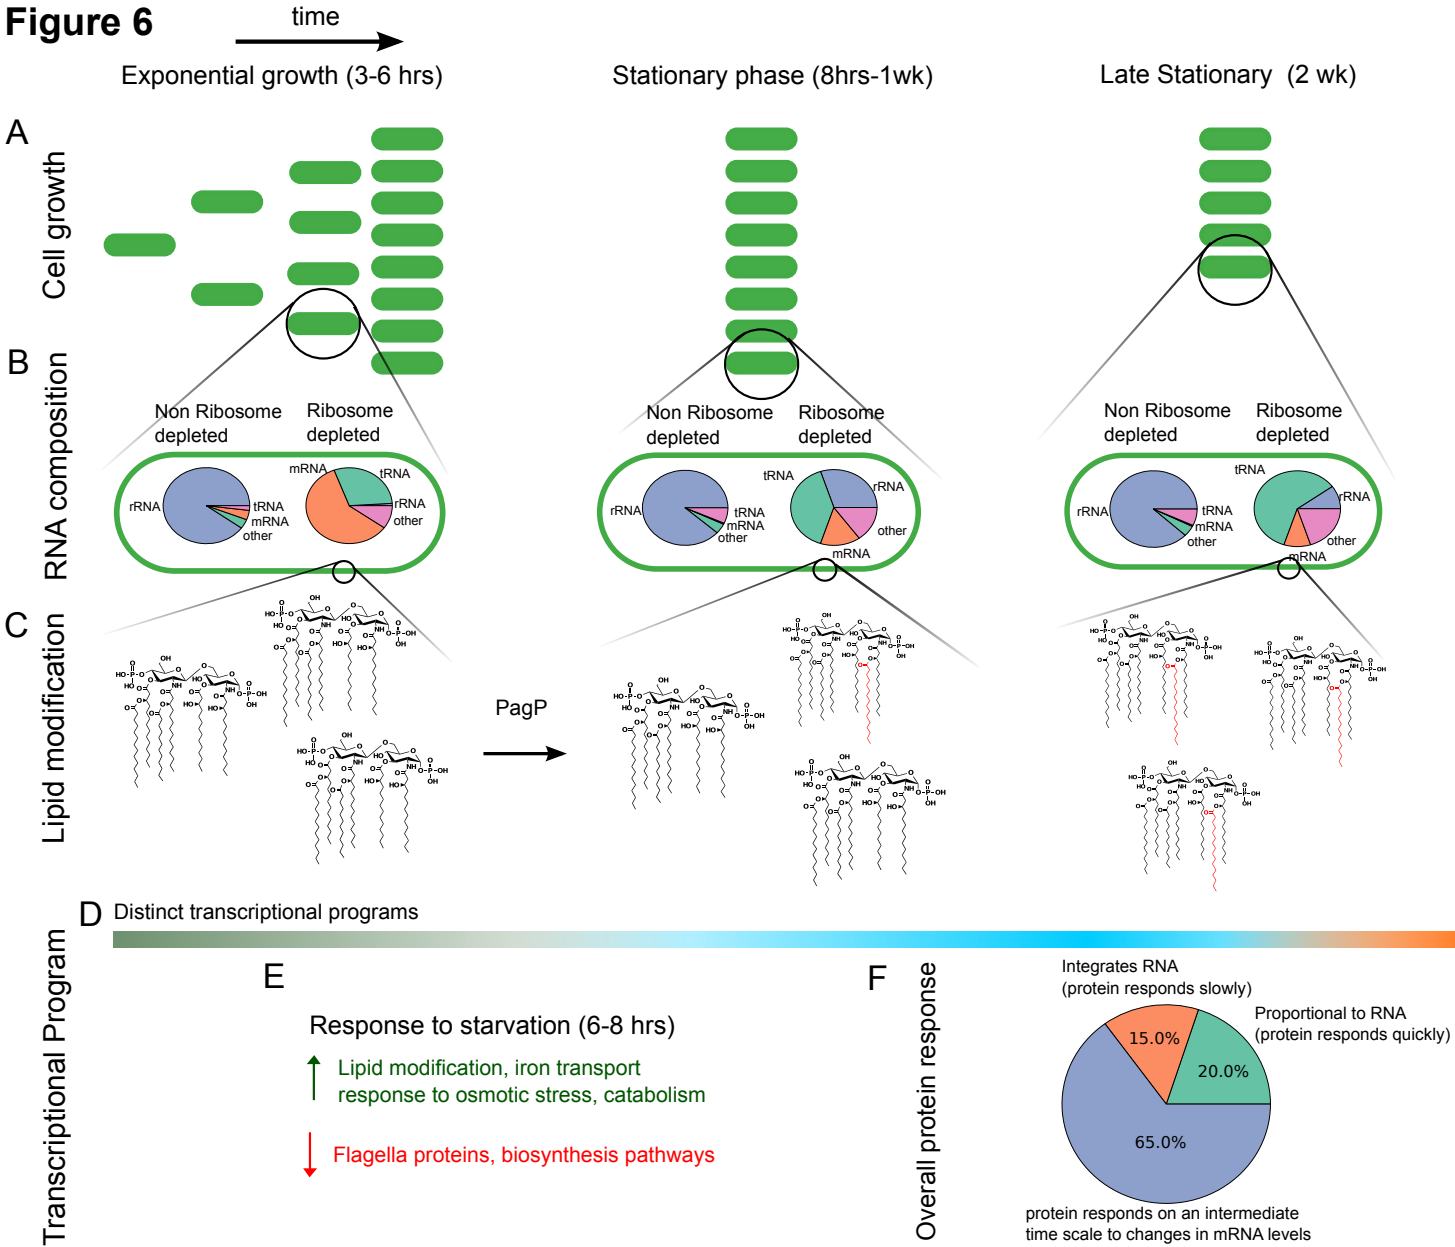 Figure 6
time
Exponential growth (3-6 hrs)
Stationary phase (8hrs-1wk)
Late Stationary (2 wk)
A
Cell growth
B
RNA composition
Non Ribosome
depleted
Ribosome
depleted
rRNA
tRNA
mRNA
other
mRNA
tRNA
rRNA
other
Non Ribosome
depleted
Ribosome
depleted
rRNA
tRNA
mRNA
other
tRNA
rRNA
other
mRNA
Non Ribosome
depleted
Ribosome
depleted
rRNA
tRNA
mRNA
other
tRNA
rRNA
other
mRNA
C
Lipid modification
PagP
D
Distinct transcriptional programs
Transcriptional Program
E
Response to starvation (6-8 hrs)
Lipid modification, iron transport
response to osmotic stress, catabolism
Flagella proteins, biosynthesis pathways
F
Overall protein response
Integrates RNA
(protein responds slowly)
Proportional to RNA
(protein responds quickly)
15.0%
20.0%
65.0%
protein responds on an intermediate
time scale to changes in mRNA levels